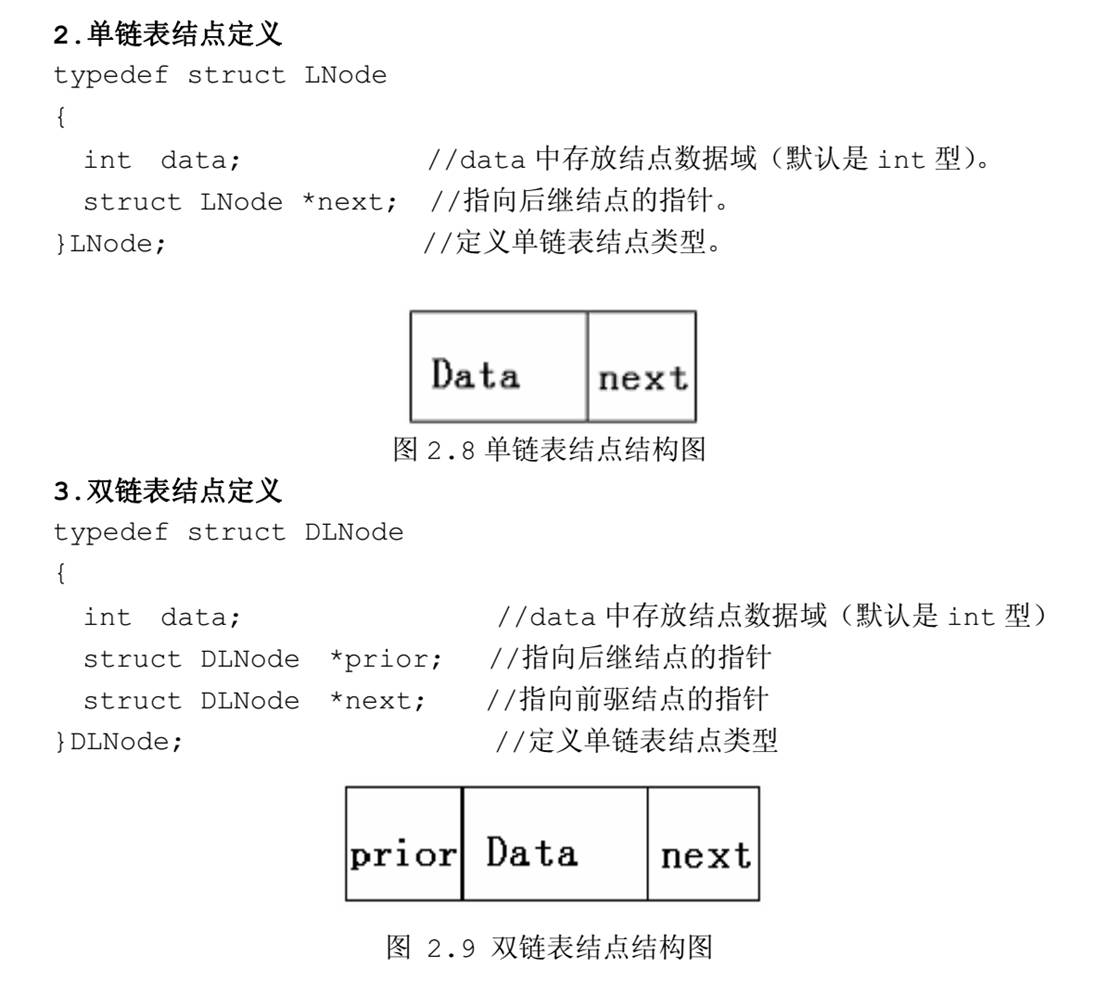 2.单链表结点定义
typedef struct LNode
{
int data; //data 中存放结点数据域（默认是 int 型）。
struct LNode *next; //指向后继结点的指针。
}LNode; //定义单链表结点类型。
Data next
图 2.8 单链表结点结构图
3.双链表结点定义
typedef struct DLNode
{
int data; //data 中存放结点数据域（默认是 int 型）
struct DLNode *prior; //指向后继结点的指针
struct DLNode *next; //指向前驱结点的指针
}DLNode; //定义单链表结点类型
prior Data next
图 2.9 双链表结点结构图